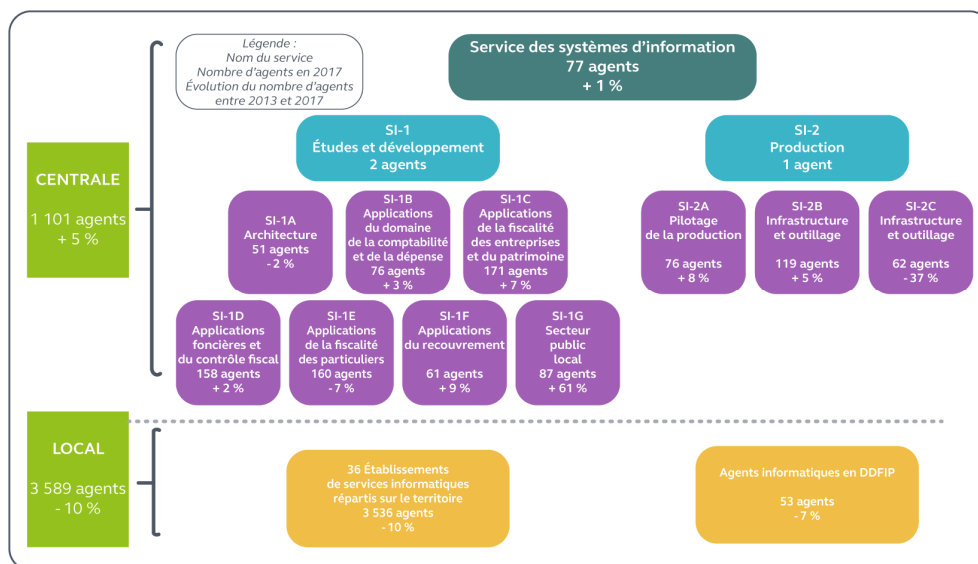 Légende :
Nom du service
Nombre d'agents en 2017
Évolution du nombre d'agents
entre 2013 et 2017
Service des systèmes d'information
77 agents
+ 1 %
CENTRALE
1 101 agents
+ 5 %
SI-1
Études et développement
2 agents
SI-2
Production
1 agent
SI-1A
Architecture
51 agents
- 2 %
SI-1B
Applications
du domaine
de la comptabilité
et de la dépense
76 agents
+ 3 %
SI-1C
Applications
de la fiscalité
des entreprises
et du patrimoine
171 agents
+ 7 %
SI-2A
Pilotage
de la production
76 agents
+ 8 %
SI-2B
Infrastructure
et outillage
119 agents
+ 5 %
SI-2C
Infrastructure
et outillage
62 agents
- 37 %
SI-1D
Applications
foncières et
du contrôle fiscal
158 agents
+ 2 %
SI-1E
Applications
de la fiscalité
des particuliers
160 agents
-7 %
SI-1F
Applications
du recouvrement
61 agents
+ 9 %
SI-1G
Secteur
public
local
87 agents
+ 61 %
LOCAL
3 589 agents
- 10 %
36 Établissements
de services informatiques
répartis sur le territoire
3 536 agents
- 10 %
Agents informatiques en DDFIP
53 agents
- 7 %